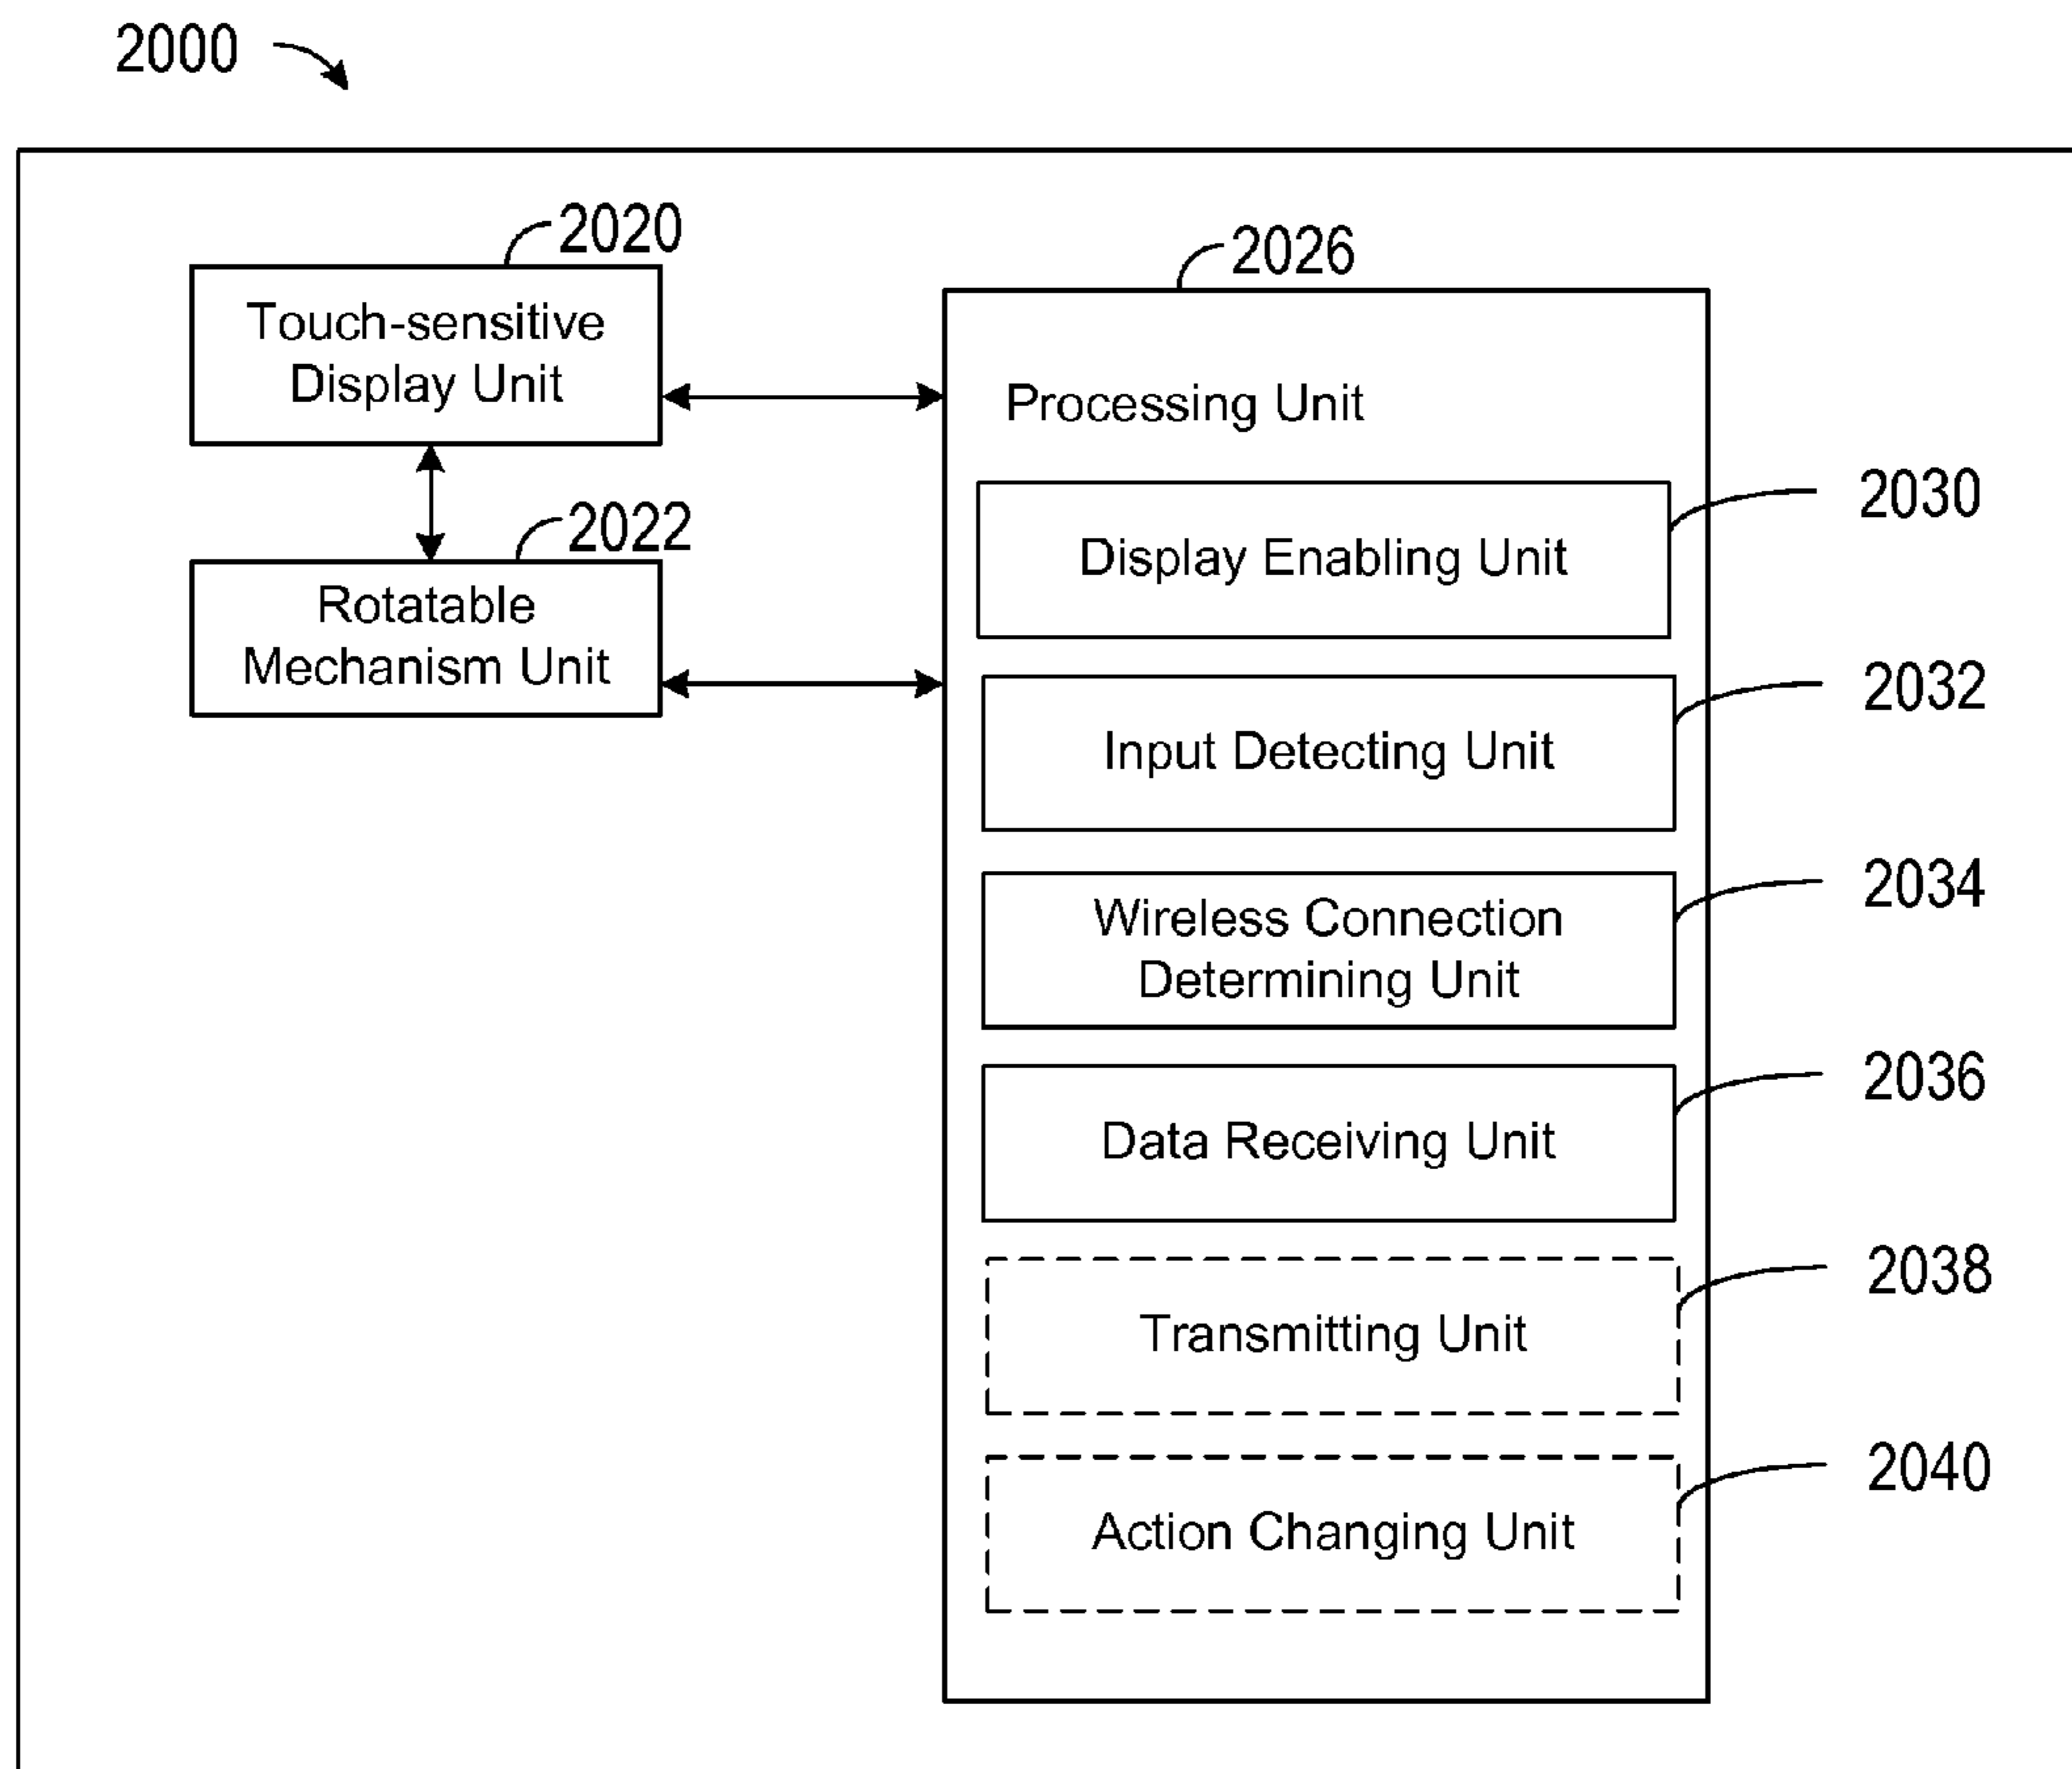 2000
2020
Touch-sensitive
Display Unit
2022
Rotatable
Mechanism Unit
2026
Processing Unit
2030
Display Enabling Unit
2032
Input Detecting Unit
2034
Wireless Connection
Determining Unit
2036
Data Receiving Unit
2038
Transmitting Unit
2040
Action Changing Unit